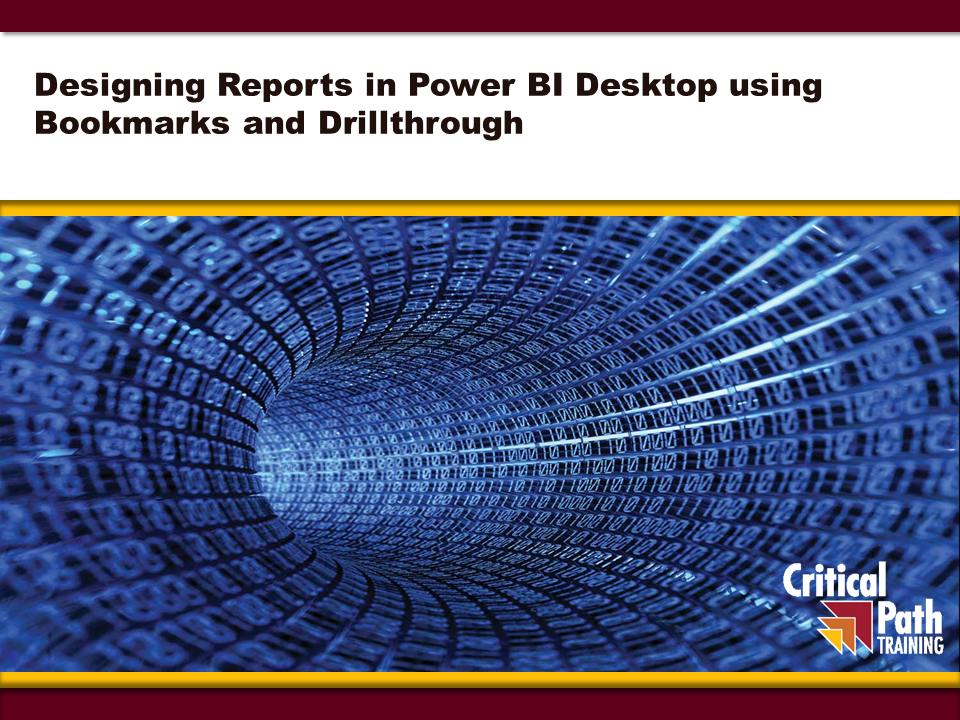 Designing Reports in Power BI Desktop using
Bookmarks and Drillthrough
Critical
Path
TRAINING